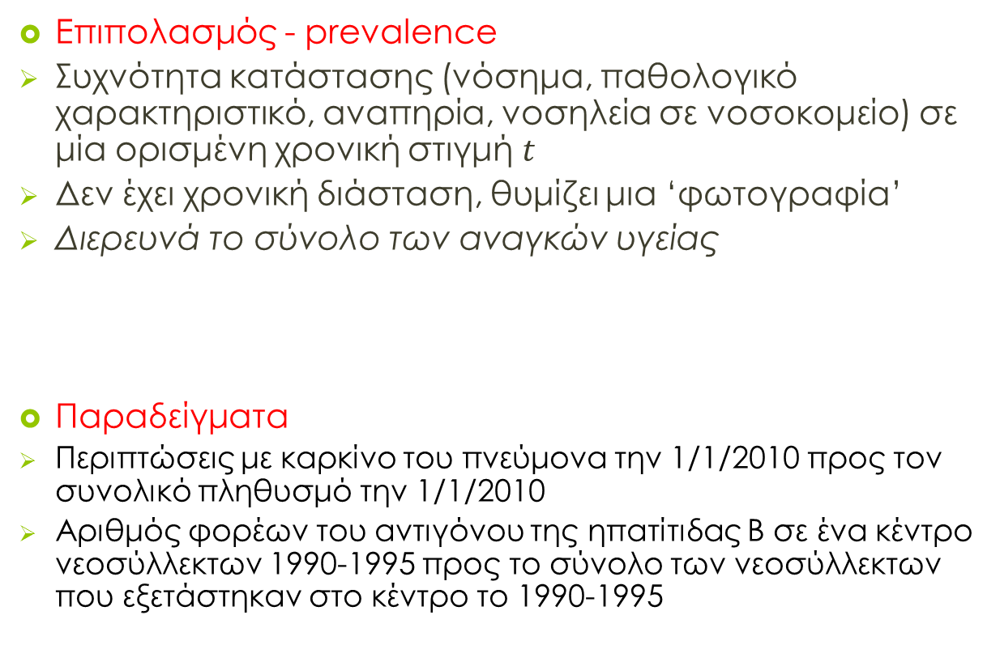 Επιπολασμός - prevalence
Συχνότητα κατάστασης (νόσημα, παθολογικό
χαρακτηριστικό, αναπηρία, νοσηλεία σε νοσοκομείο) σε
μία ορισμένη χρονική στιγμή t
Δεν έχει χρονική διάσταση, θυμίζει μια ‘φωτογραφία’
Διερευνά το σύνολο των αναγκών υγείας
Παραδείγματα
Περιπτώσεις με καρκίνο του πνεύμονα την 1/1/2010 προς τον
συνολικό πληθυσμό την 1/1/2010
Αριθμός φορέων του αντιγόνου της ηπατίτιδας Β σε ένα κέντρο
νεοσύλλεκτων 1990-1995 προς το σύνολο των νεοσύλλεκτων
που εξετάστηκαν στο κέντρο το 1990-1995